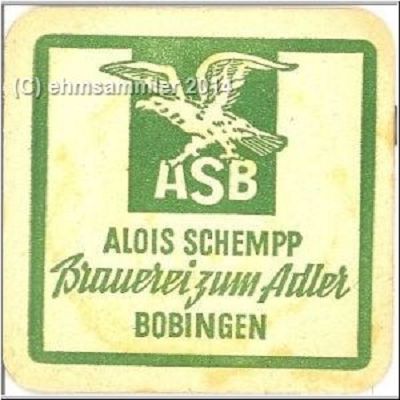 (C) ehmsammler 2014
ASB
ALOIS SCHEMPP
Brauerei zum Adler
BOBINGEN